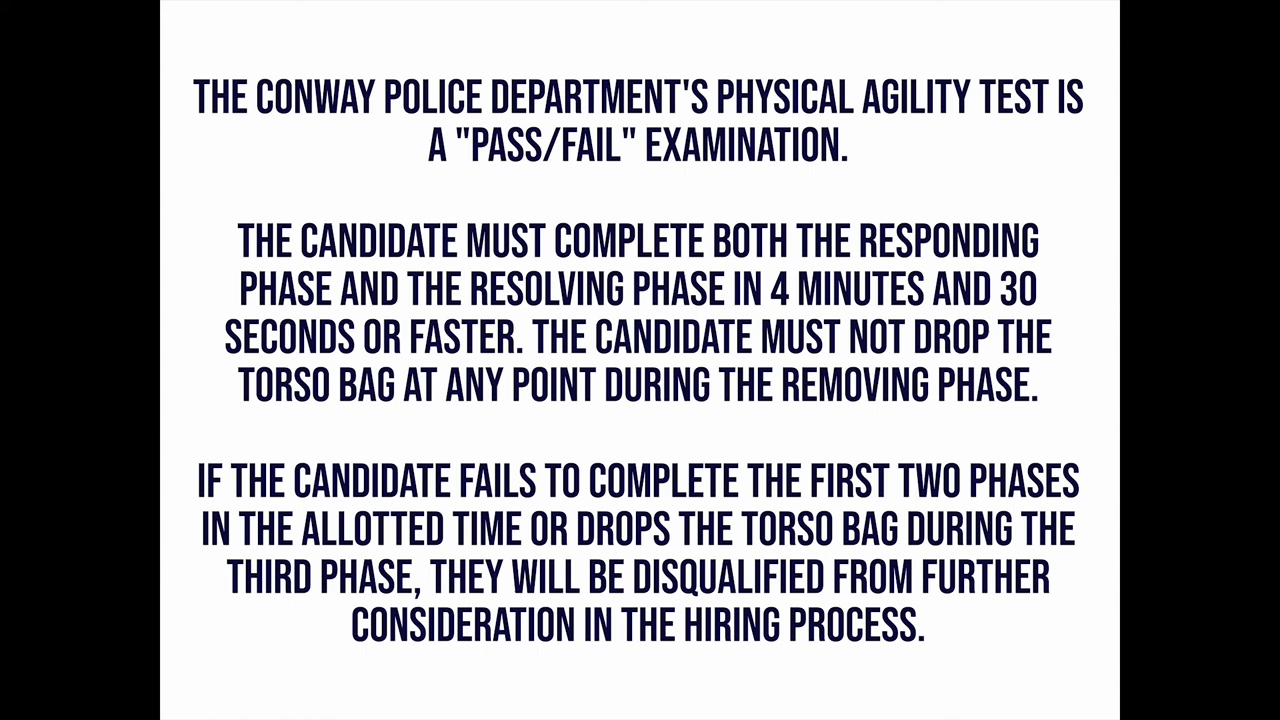 THE CONWAY POLICE DEPARTMENT'S PHYSICAL AGILITY TEST IS
A "PASS/FAIL" EXAMINATION.
THE CANDIDATE MUST COMPLETE BOTH THE RESPONDING
PHASE AND THE RESOLVING PHASE IN 4 MINUTES AND 30
SECONDS OR FASTER. THE CANDIDATE MUST NOT DROP THE
TORSO BAG AT ANY POINT DURING THE REMOVING PHASE.
IF THE CANDIDATE FAILS TO COMPLETE THE FIRST TWO PHASES
IN THE ALLOTTED TIME OR DROPS THE TORSO BAG DURING THE
THIRD PHASE, THEY WILL BE DISQUALIFIED FROM FURTHER
CONSIDERATION IN THE HIRING PROCESS.